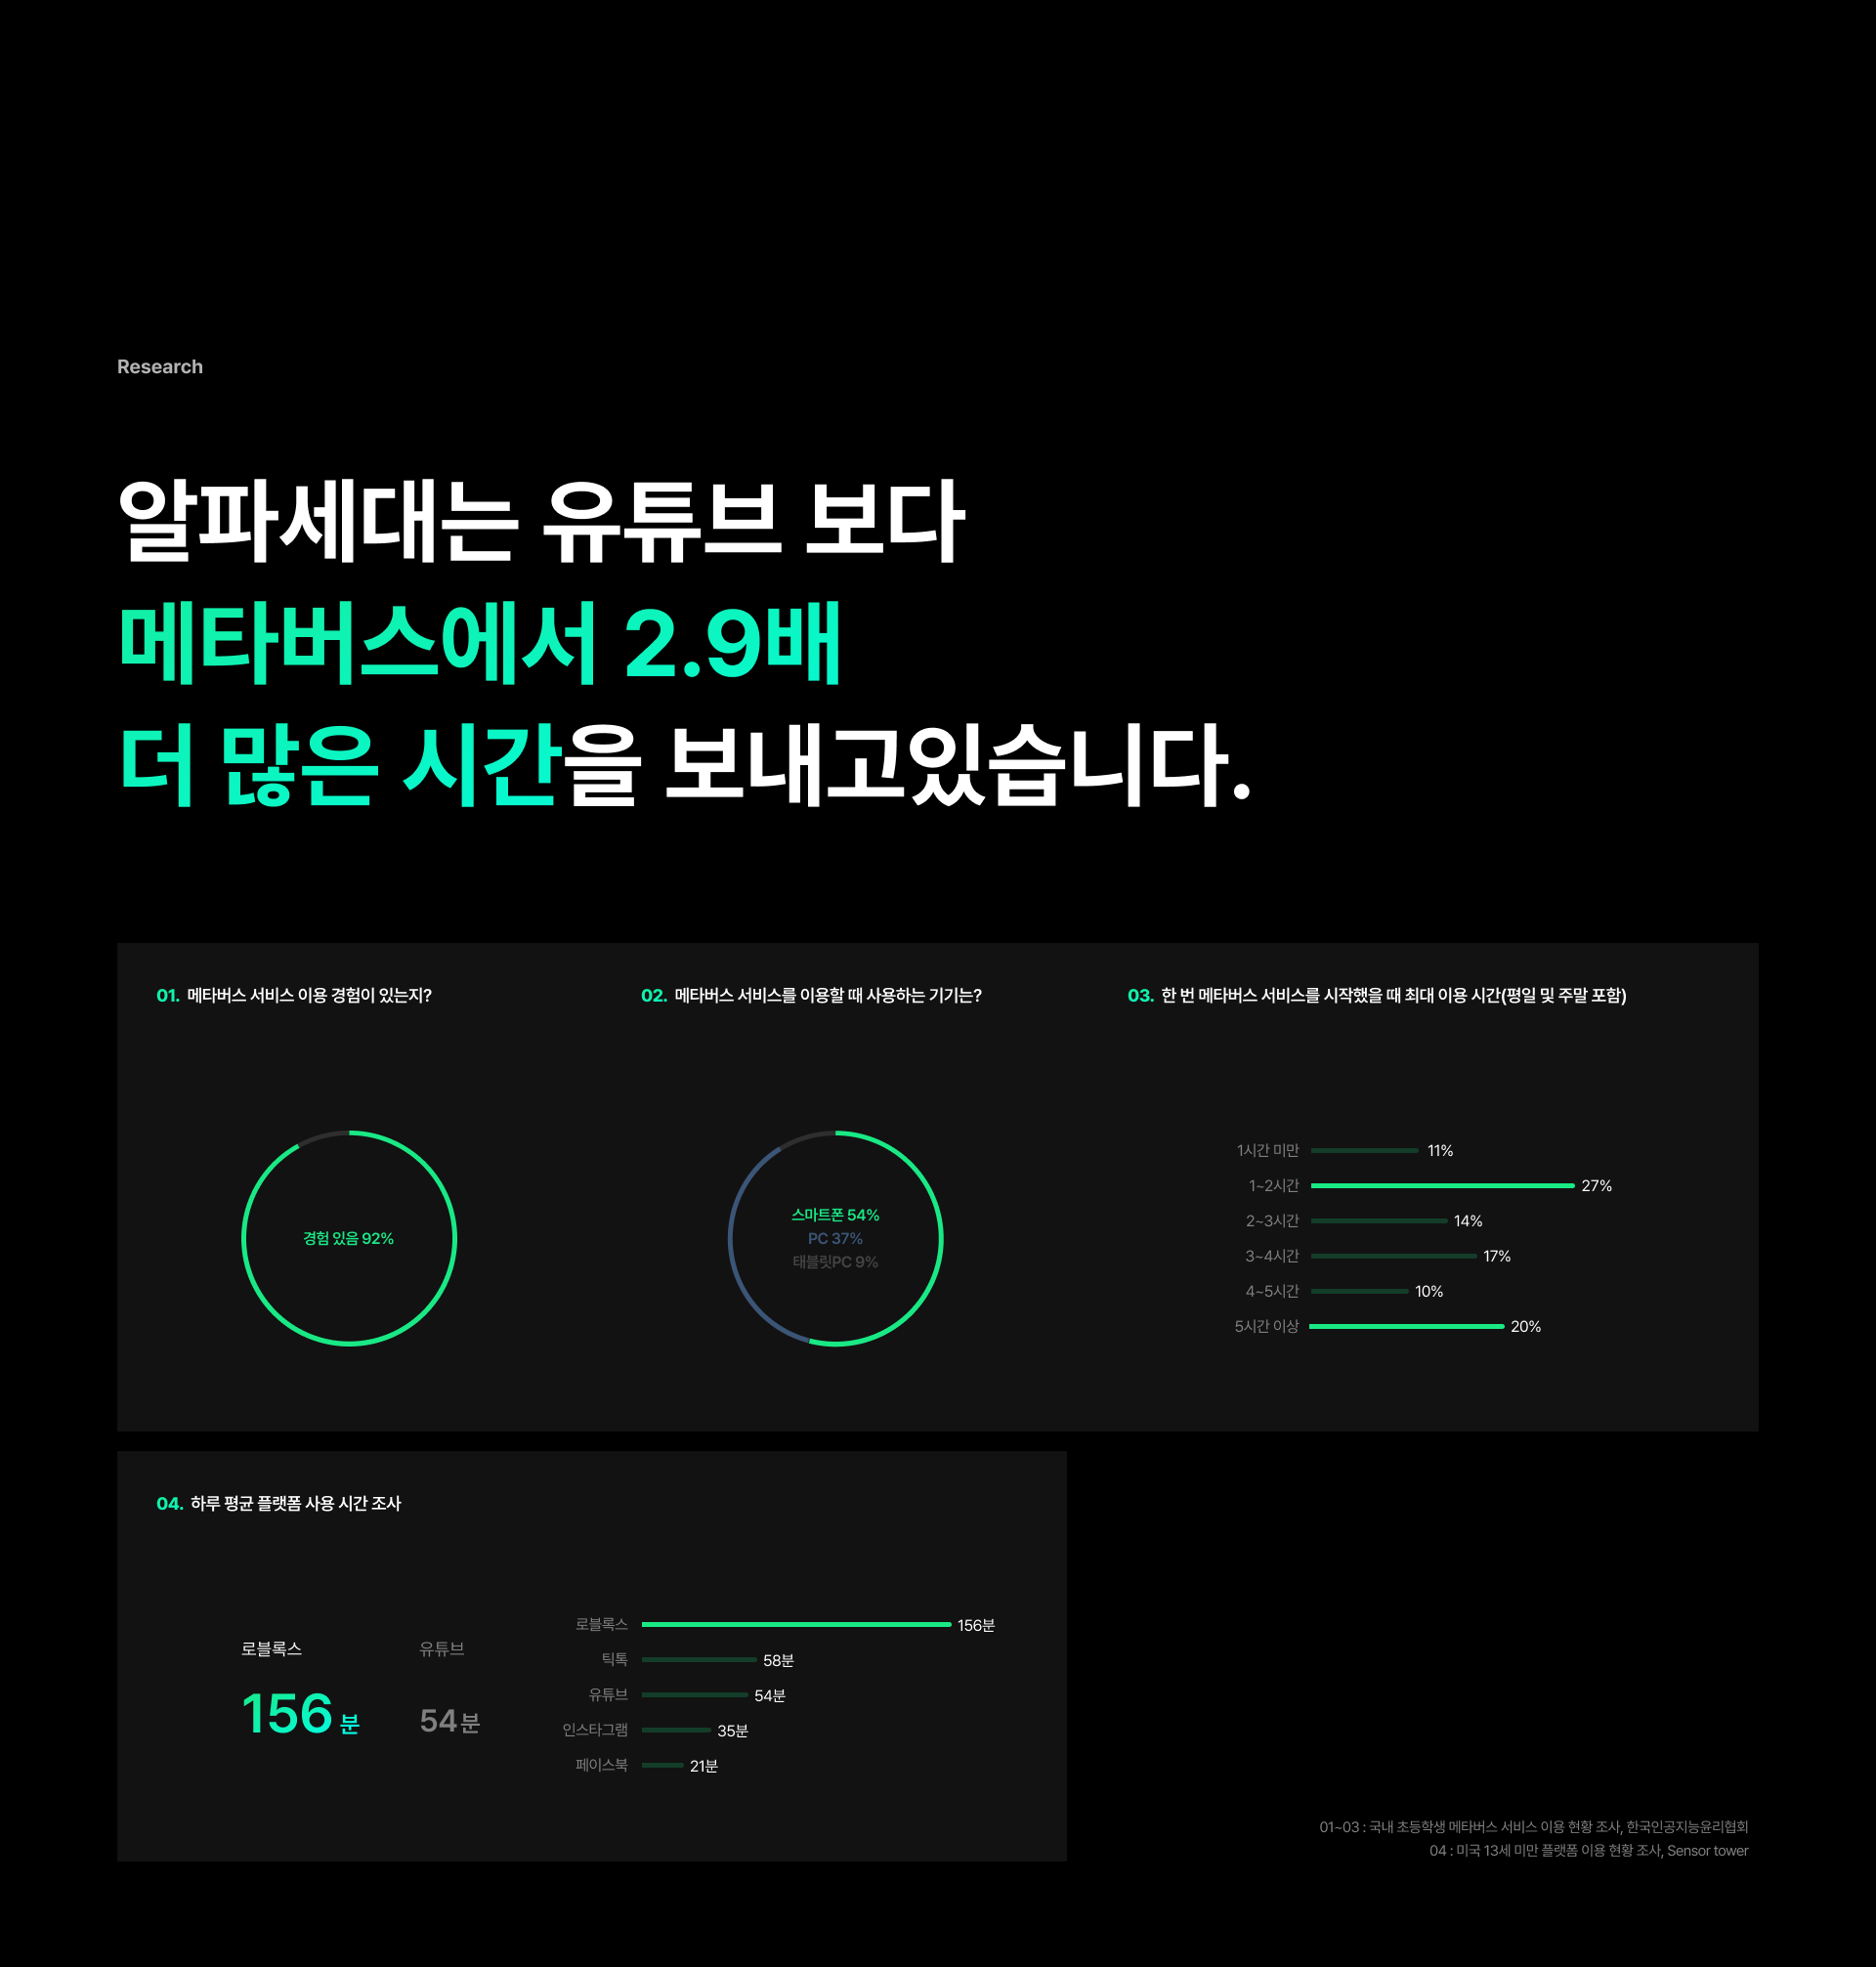 Research
알파세대는 유튜브 보다
메타버스에서 2.9배
더 많은 시간을 보내고있습니다.
01. 메타버스 서비스 이용 경험이 있는지?
경험 있음 92%
02. 메타버스 서비스를 이용할 때 사용하는 기기는?
스마트폰 54%
PC 37%
태블릿PC 9%
03. 한 번 메타버스 서비스를 시작했을 때 최대 이용 시간(평일 및 주말 포함)
1시간 미만 11%
1~2시간 27%
2~3시간 14%
3~4시간 17%
4~5시간 10%
5시간 이상 20%
04. 하루 평균 플랫폼 사용 시간 조사
로블록스
156 분
유튜브
54분
로블록스 156분
틱톡 58분
유튜브 54분
인스타그램 35분
페이스북 21분
01~03 : 국내 초등학생 메타버스 서비스 이용 현황 조사, 한국인공지능윤리협회
04 : 미국 13세 미만 플랫폼 이용 현황 조사, Sensor tower